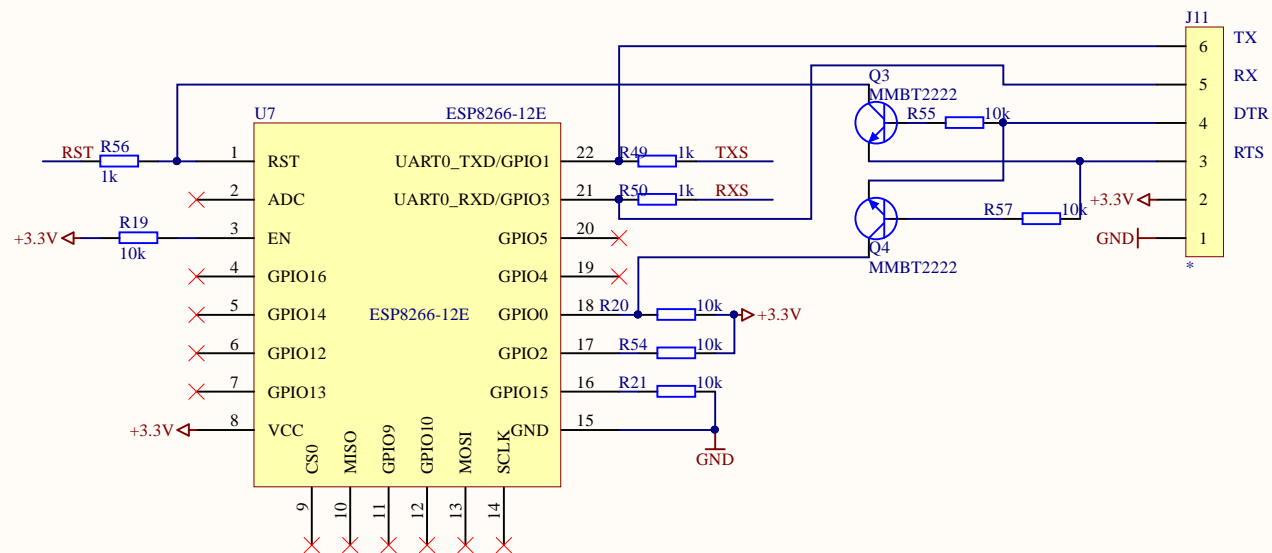 J11
6 TX
5 RX
4 DTR
3 RTS
+3.3V 2
GND 1
*
Q3
MMBT2222
R55 10k
R57 10k
Q4
MMBT2222
U7 ESP8266-12E
RST R56 1 RST UART0_TXD/GPIO1 22 R49 1k TXS
1k
2 ADC UART0_RXD/GPIO3 21 R50 1k RXS
+3.3V R19 3 EN GPIO5 20
10k
4 GPIO16 GPIO4 19
5 GPIO14 ESP8266-12E GPIO0 18 R20 10k +3.3V
6 GPIO12 GPIO2 17 R54 10k
7 GPIO13 GPIO15 16 R21 10k
+3.3V 8 VCC GND 15
GND
CS0 MISO GPIO9 GPIO10 MOSI SCLK
9 10 11 12 13 14